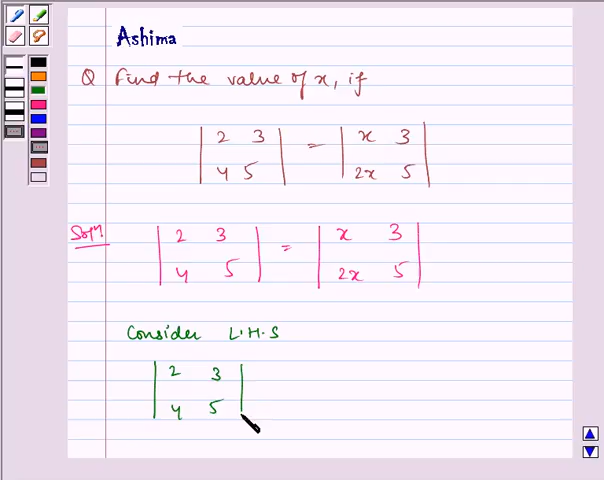 Ashima
Q Find the value of x, if
| 2 3 | = | x 3 |
| 4 5 | | 2x 5 |
Solⁿ. | 2 3 | = | x 3 |
| 4 5 | | 2x 5 |
Consider L.H.S
| 2 3 |
| 4 5 |